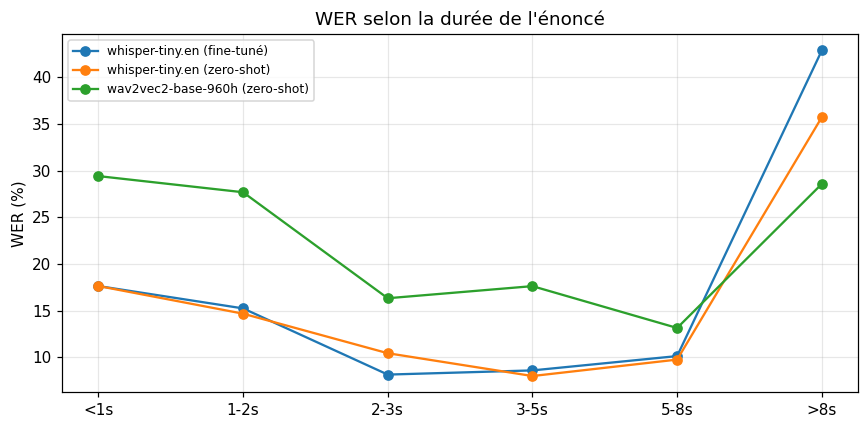 WER selon la durée de l'énoncé
whisper-tiny.en (fine-tuné)
whisper-tiny.en (zero-shot)
wav2vec2-base-960h (zero-shot)
WER (%)
40
35
30
25
20
15
10
<1s 1-2s 2-3s 3-5s 5-8s >8s